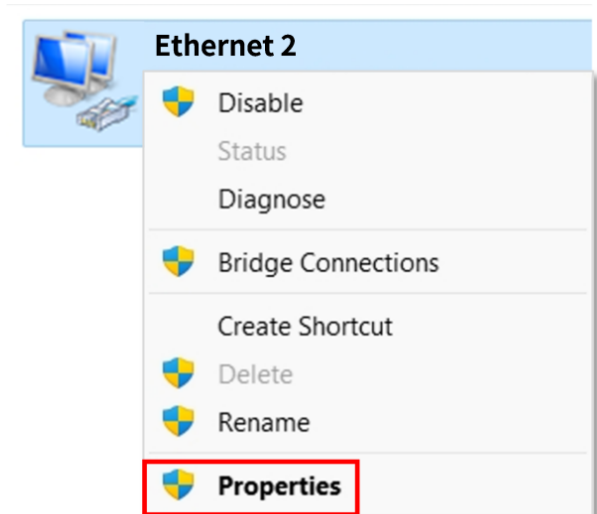 Ethernet 2
Disable
Status
Diagnose
Bridge Connections
Create Shortcut
Delete
Rename
Properties